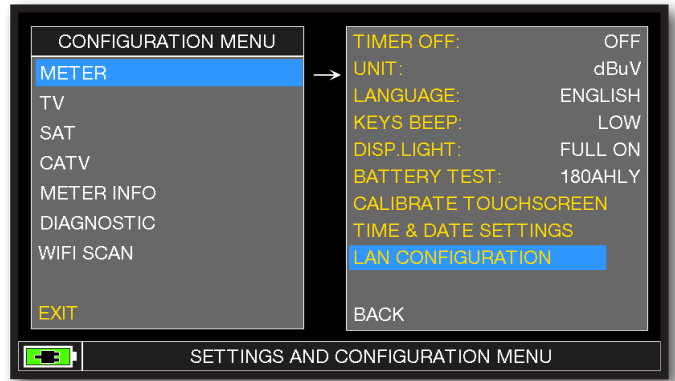 CONFIGURATION MENU
METER
TV
SAT
CATV
METER INFO
DIAGNOSTIC
WIFI SCAN
EXIT
TIMER OFF: OFF
UNIT: dBuV
LANGUAGE: ENGLISH
KEYS BEEP: LOW
DISP.LIGHT: FULL ON
BATTERY TEST: 180AHLY
CALIBRATE TOUCHSCREEN
TIME & DATE SETTINGS
LAN CONFIGURATION
BACK
SETTINGS AND CONFIGURATION MENU